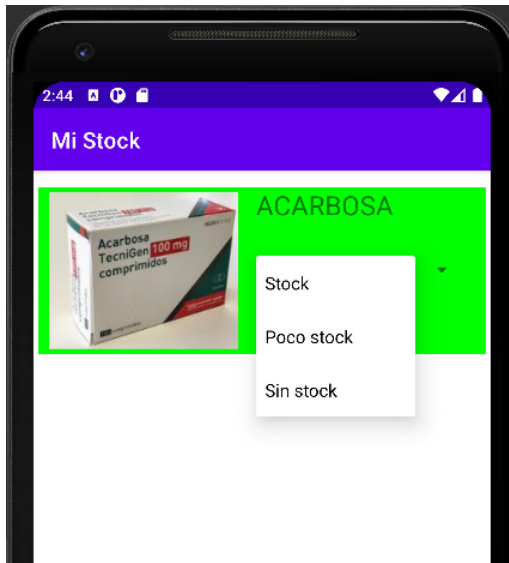 2:44
Mi Stock
ACARBOSA
Acarbosa
TecniGen 100 mg
comprimidos
Stock
Poco stock
Sin stock